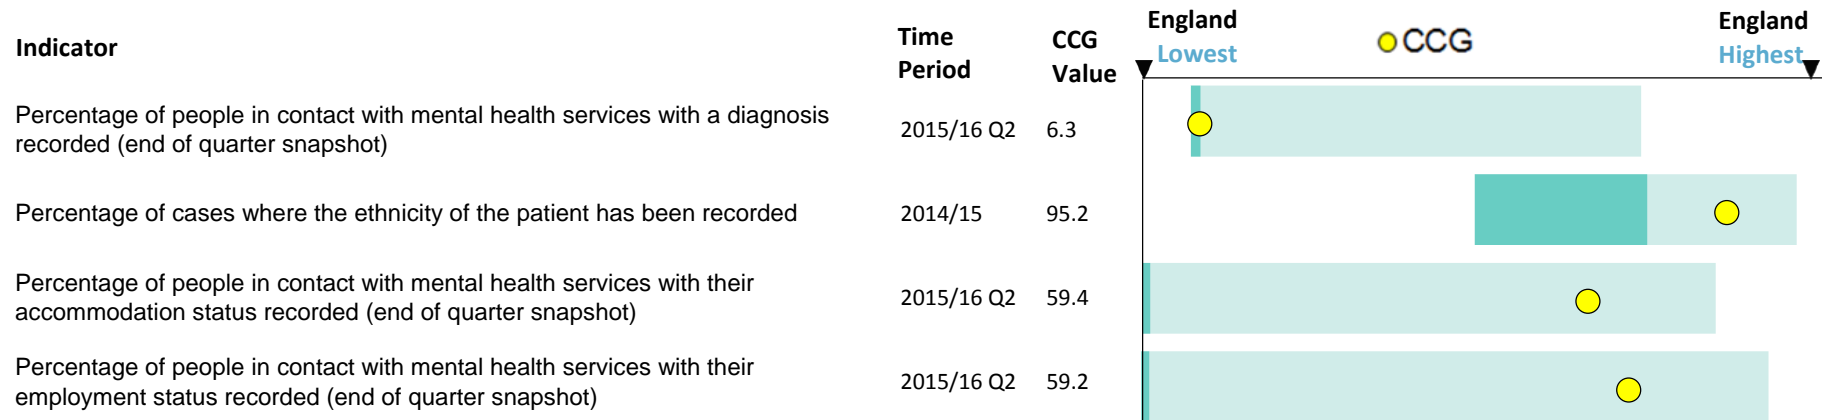 Indicator
Time
Period
CCG
Value
England
Lowest
CCG
England
Highest
Percentage of people in contact with mental health services with a diagnosis
recorded (end of quarter snapshot)
2015/16 Q2
6.3
Percentage of cases where the ethnicity of the patient has been recorded
2014/15
95.2
Percentage of people in contact with mental health services with their
accommodation status recorded (end of quarter snapshot)
2015/16 Q2
59.4
Percentage of people in contact with mental health services with their
employment status recorded (end of quarter snapshot)
2015/16 Q2
59.2